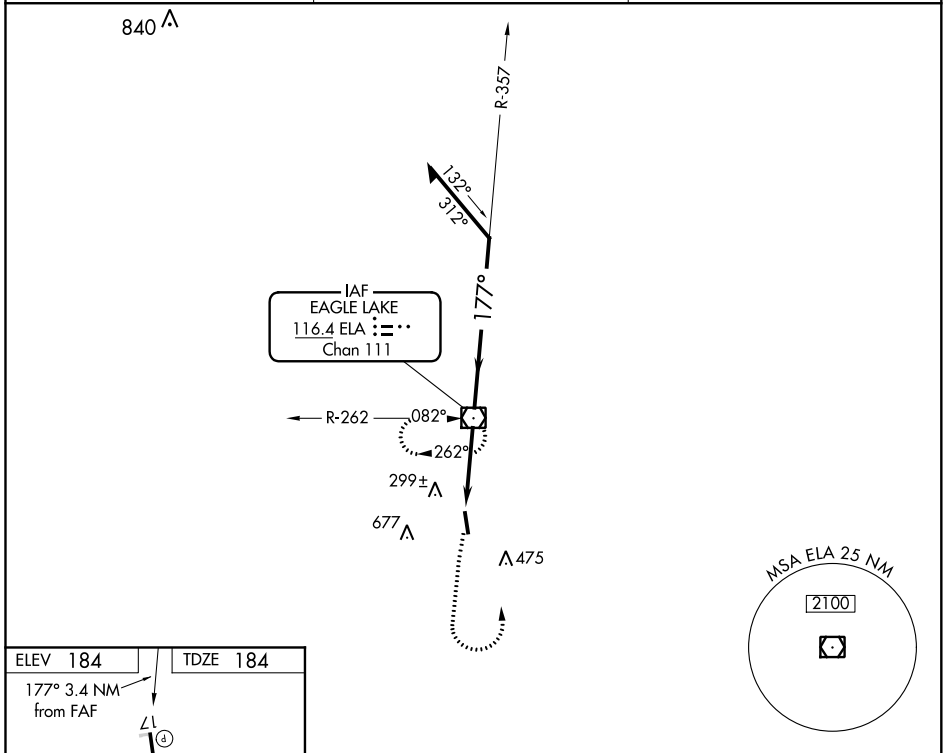 840
R-357
132°
312°
177°
IAF
EAGLE LAKE
116.4 ELA
Chan 111
R-262
082°
262°
299±
677
475
MSA ELA 25 NM
2100
ELEV 184
TDZE 184
177° 3.4 NM
from FAF
17
P